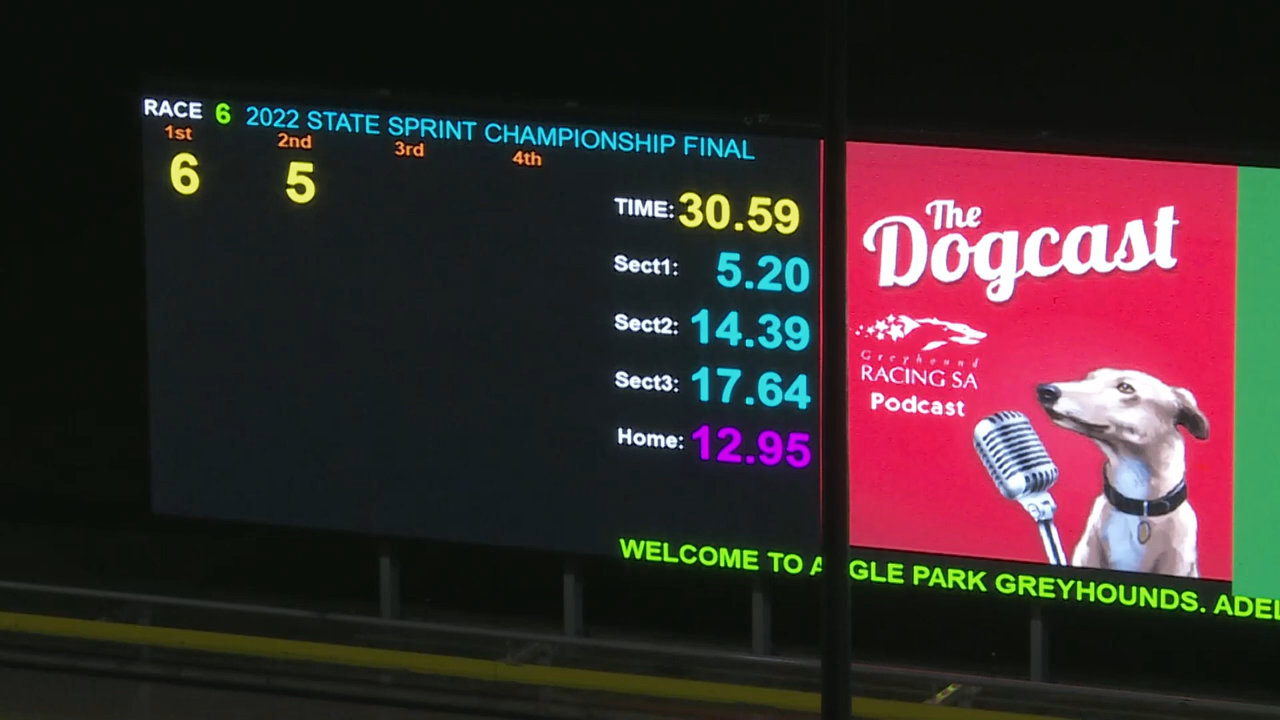 RACE 6 2022 STATE SPRINT CHAMPIONSHIP FINAL
1st 2nd 3rd 4th
6 5
TIME: 30.59
Sect1: 5.20
Sect2: 14.39
Sect3: 17.64
Home: 12.95
The
Dogcast
Greyhound
RACING SA
Podcast
WELCOME TO A GLE PARK GREYHOUNDS. ADEL